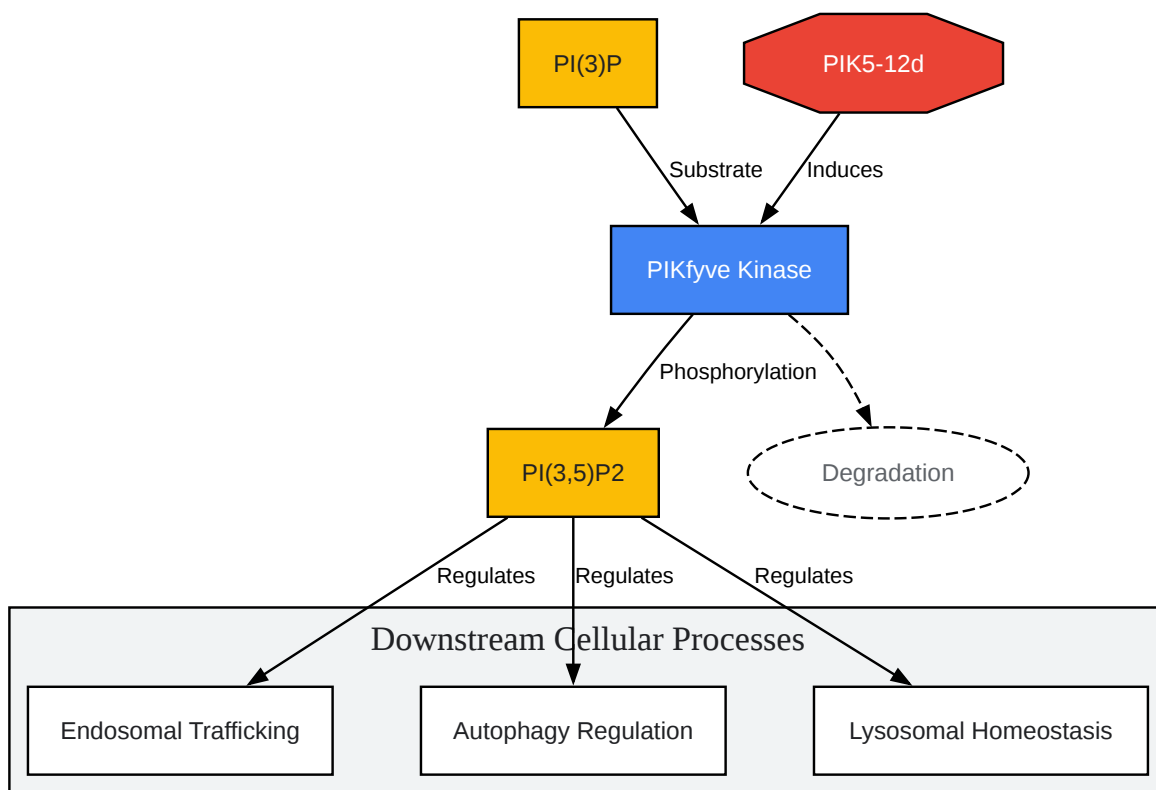 PI(3)P
PIK5-12d
Substrate
Induces
PIKfyve Kinase
Phosphorylation
PI(3,5)P2
Degradation
Regulates
Regulates
Regulates
Downstream Cellular Processes
Endosomal Trafficking
Autophagy Regulation
Lysosomal Homeostasis